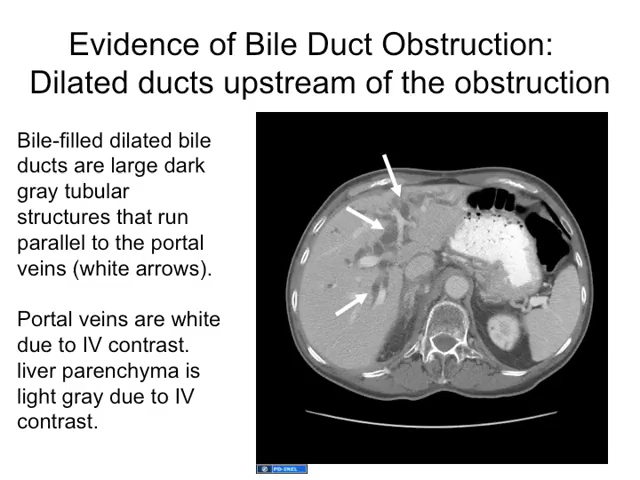 Evidence of Bile Duct Obstruction:
Dilated ducts upstream of the obstruction
Bile-filled dilated bile
ducts are large dark
gray tubular
structures that run
parallel to the portal
veins (white arrows).
Portal veins are white
due to IV contrast.
liver parenchyma is
light gray due to IV
contrast.
PD-INEL